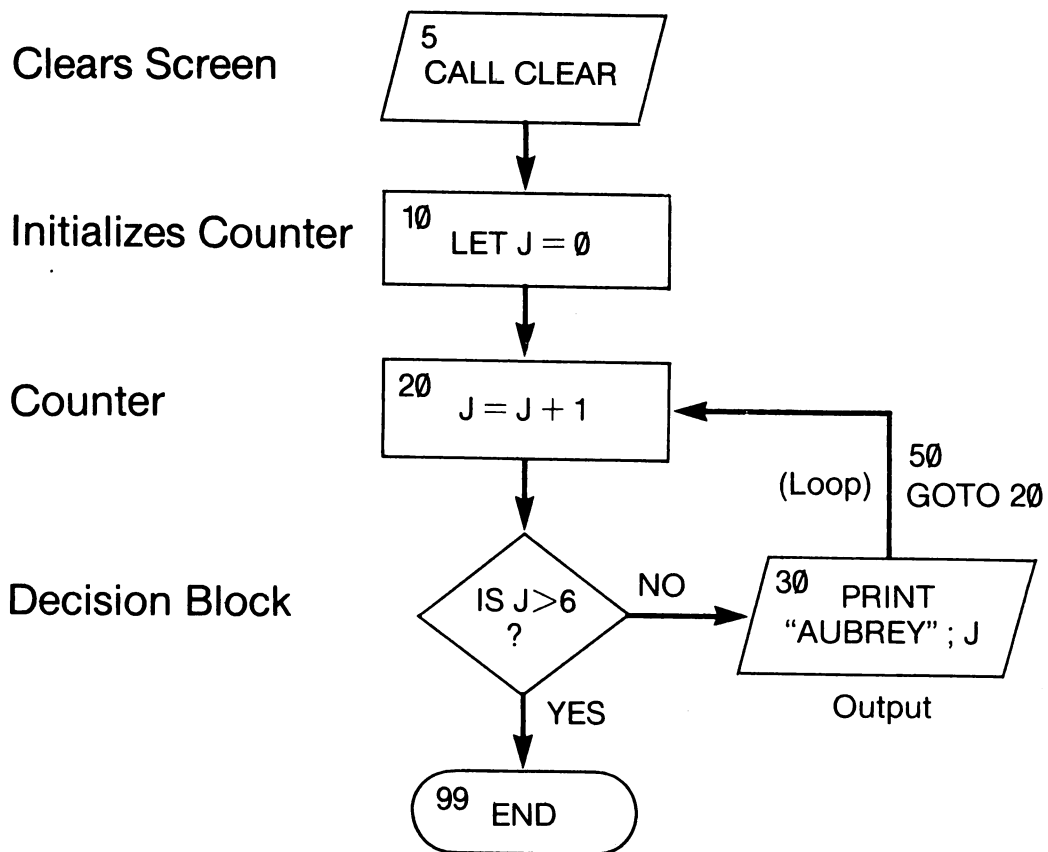 Clears Screen
5
CALL CLEAR
Initializes Counter
1Ø
LET J = Ø
Counter
2Ø
J = J + 1
(Loop)
5Ø
GOTO 2Ø
Decision Block
IS J>6
?
NO
3Ø
PRINT
“AUBREY” ; J
Output
YES
99
END